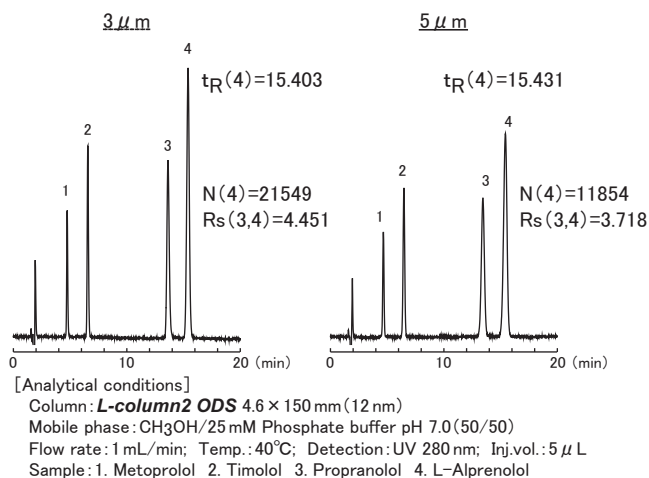 3 μm
5 μm
4
tR(4)=15.403
2
3
1
N(4)=21549
Rs(3,4)=4.451
0 10 20 (min)
tR(4)=15.431
4
2
3
1
N(4)=11854
Rs(3,4)=3.718
0 10 20 (min)
[Analytical conditions]
Column: L-column2 ODS 4.6 × 150 mm (12 nm)
Mobile phase: CH3OH/25 mM Phosphate buffer pH 7.0 (50/50)
Flow rate: 1 mL/min; Temp.: 40℃; Detection: UV 280 nm; Inj.vol.: 5 μL
Sample: 1. Metoprolol 2. Timolol 3. Propranolol 4. L-Alprenolol